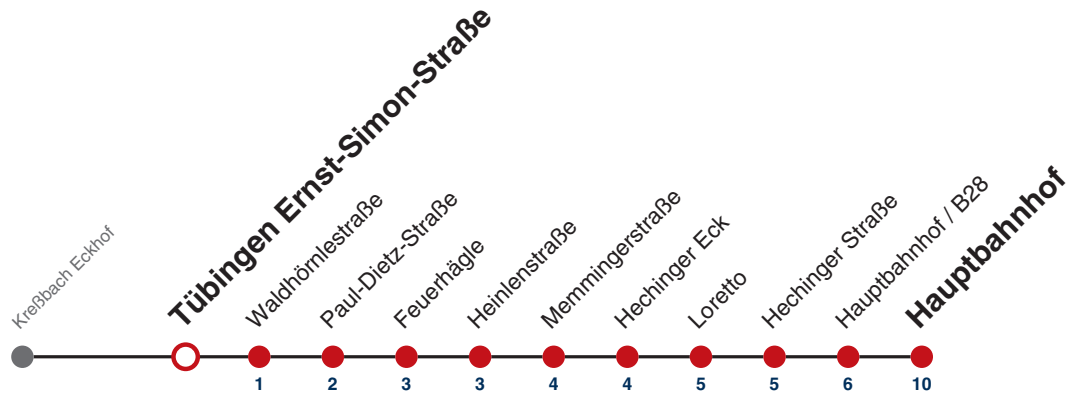 Kreßbach Eckhof
Tübingen Ernst-Simon-Straße
Waldhörnlestraße
Paul-Dietz-Straße
Feuerhägle
Heinlenstraße
Memmingerstraße
Hechinger Eck
Loretto
Hechinger Straße
Hauptbahnhof / B28
Hauptbahnhof
1 2 3 3 4 4 5 5 6 10